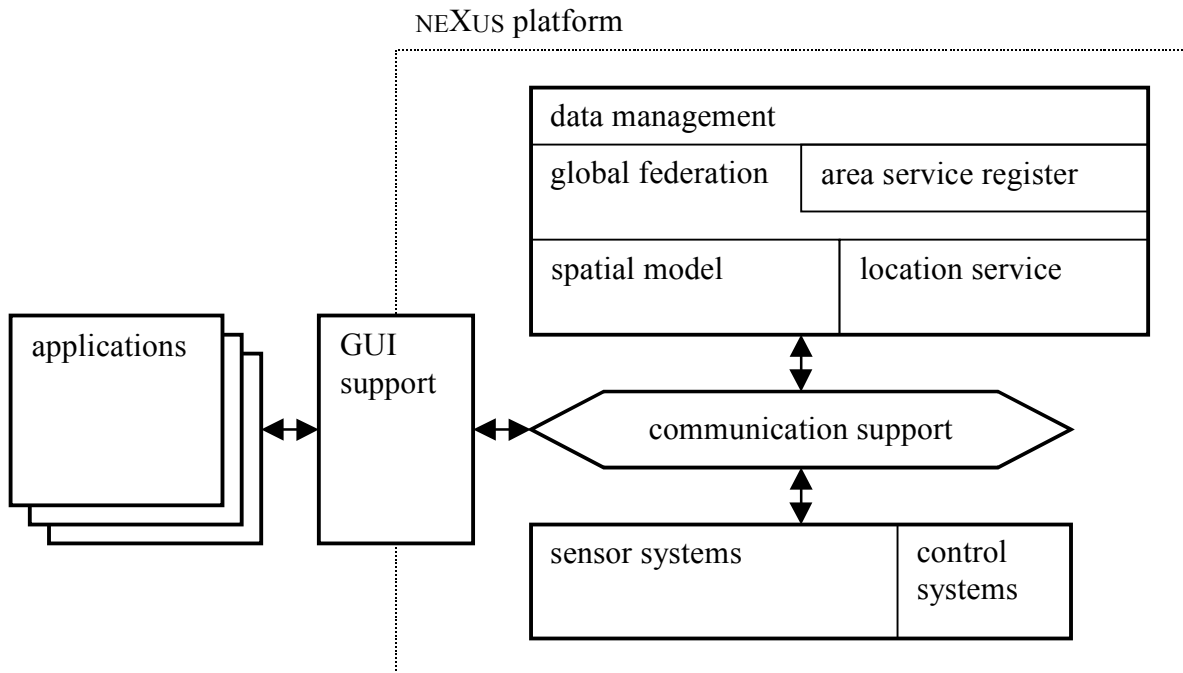 NEXUS platform
data management
global federation
area service register
spatial model
location service
applications
GUI
support
communication support
sensor systems
control
systems